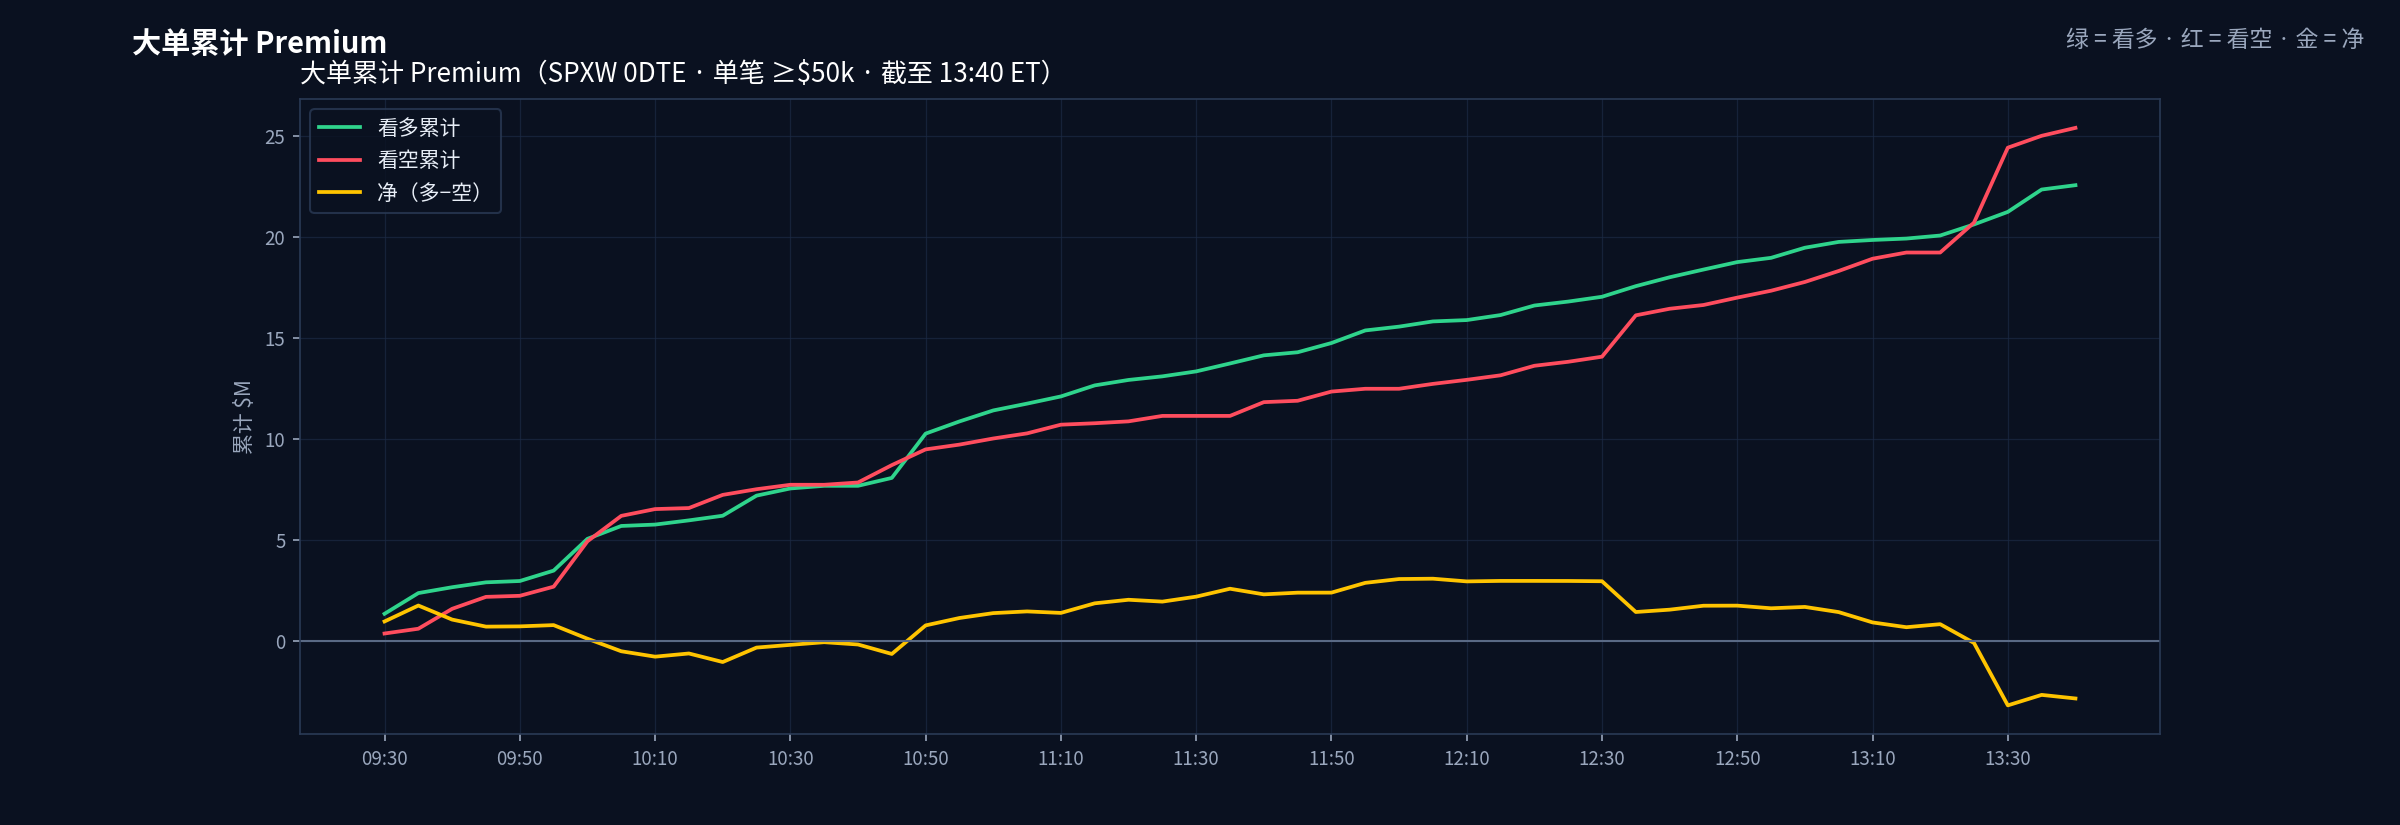 大单累计 Premium
绿 = 看多 · 红 = 看空 · 金 = 净
大单累计 Premium（SPXW 0DTE · 单笔 ≥$50k · 截至 13:40 ET）
看多累计
看空累计
净（多−空）
累计 $M
25
20
15
10
5
0
09:30 09:50 10:10 10:30 10:50 11:10 11:30 11:50 12:10 12:30 12:50 13:10 13:30